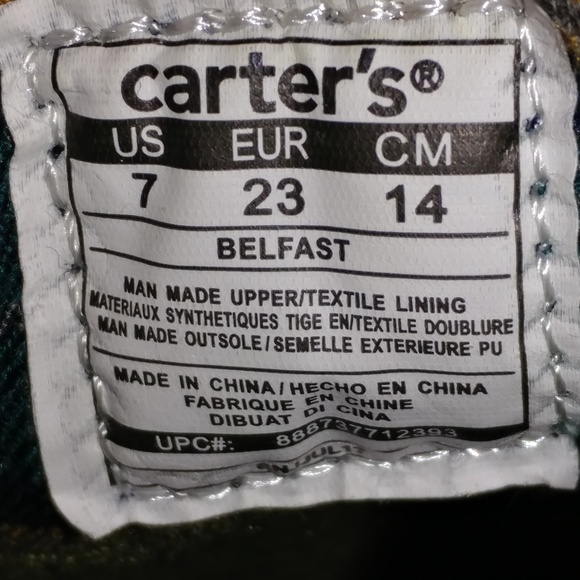 carter's®
US EUR CM
7 23 14
BELFAST
MAN MADE UPPER/TEXTILE LINING
MATERIAUX SYNTHETIQUES TIGE EN/TEXTILE DOUBLURE
MAN MADE OUTSOLE/SEMELLE EXTERIEURE PU
MADE IN CHINA/HECHO EN CHINA
FABRIQUE EN CHINE
DIBUAT DI CINA
UPC#: 888737712393